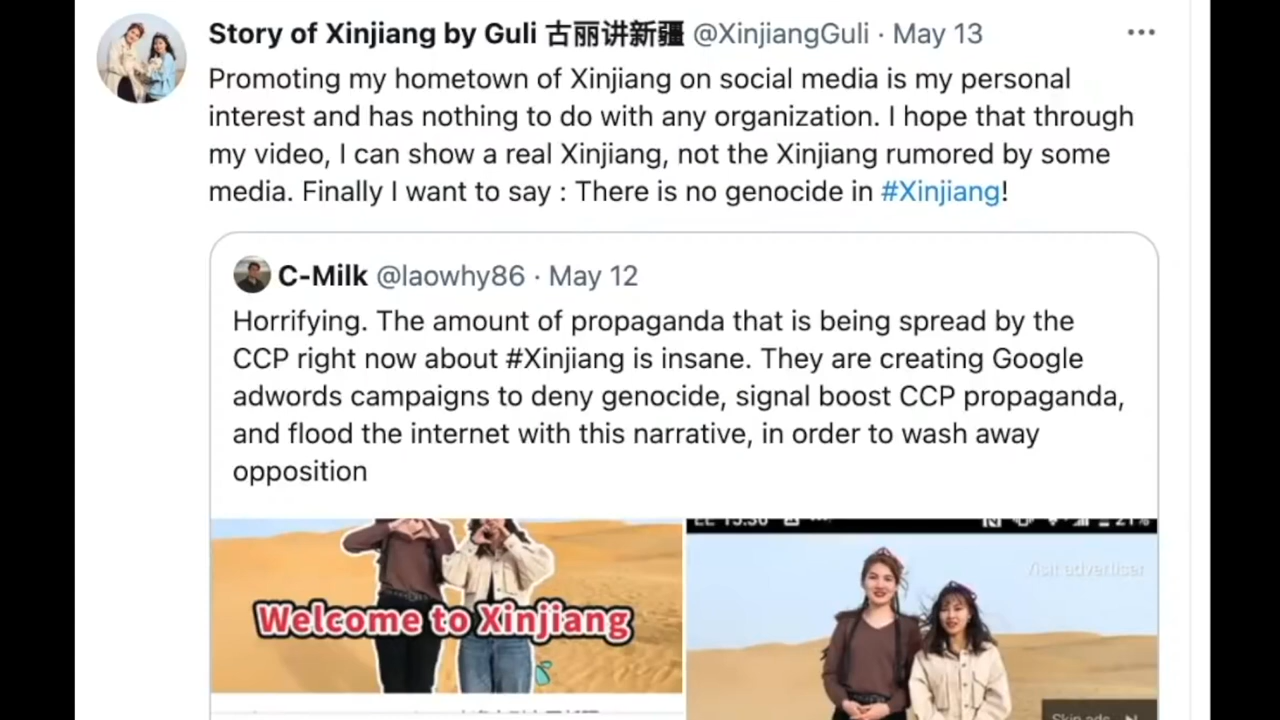 Story of Xinjiang by Guli 古丽讲新疆 @XinjiangGuli · May 13 ···
Promoting my hometown of Xinjiang on social media is my personal
interest and has nothing to do with any organization. I hope that through
my video, I can show a real Xinjiang, not the Xinjiang rumored by some
media. Finally I want to say : There is no genocide in #Xinjiang!
C-Milk @laowhy86 · May 12
Horrifying. The amount of propaganda that is being spread by the
CCP right now about #Xinjiang is insane. They are creating Google
adwords campaigns to deny genocide, signal boost CCP propaganda,
and flood the internet with this narrative, in order to wash away
opposition
Welcome to Xinjiang
Visit advertiser
Skip ads